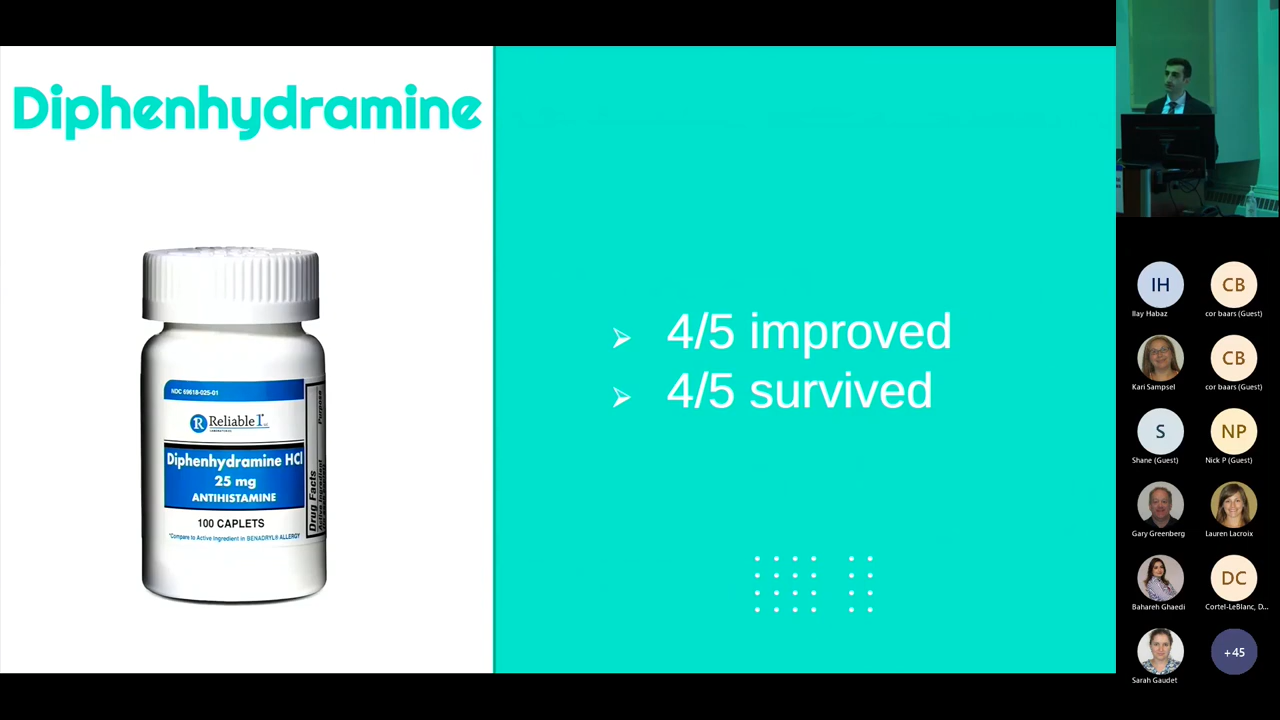 Diphenhydramine
NDC 69618-025-01
R Reliable 1
LABORATORIES
Diphenhydramine HCl
25 mg
ANTIHISTAMINE
100 CAPLETS
*Compare to Active Ingredient in BENADRYL® ALLERGY
Drug Facts
Purpose
4/5 improved
4/5 survived
IH
Ilay Habaz
CB
cor baars (Guest)
Kari Sampsel
CB
cor baars (Guest)
S
Shane (Guest)
NP
Nick P (Guest)
Gary Greenberg
Lauren Lacroix
Bahareh Ghaedi
DC
Cortel-LeBlanc, D...
Sarah Gaudet
+45